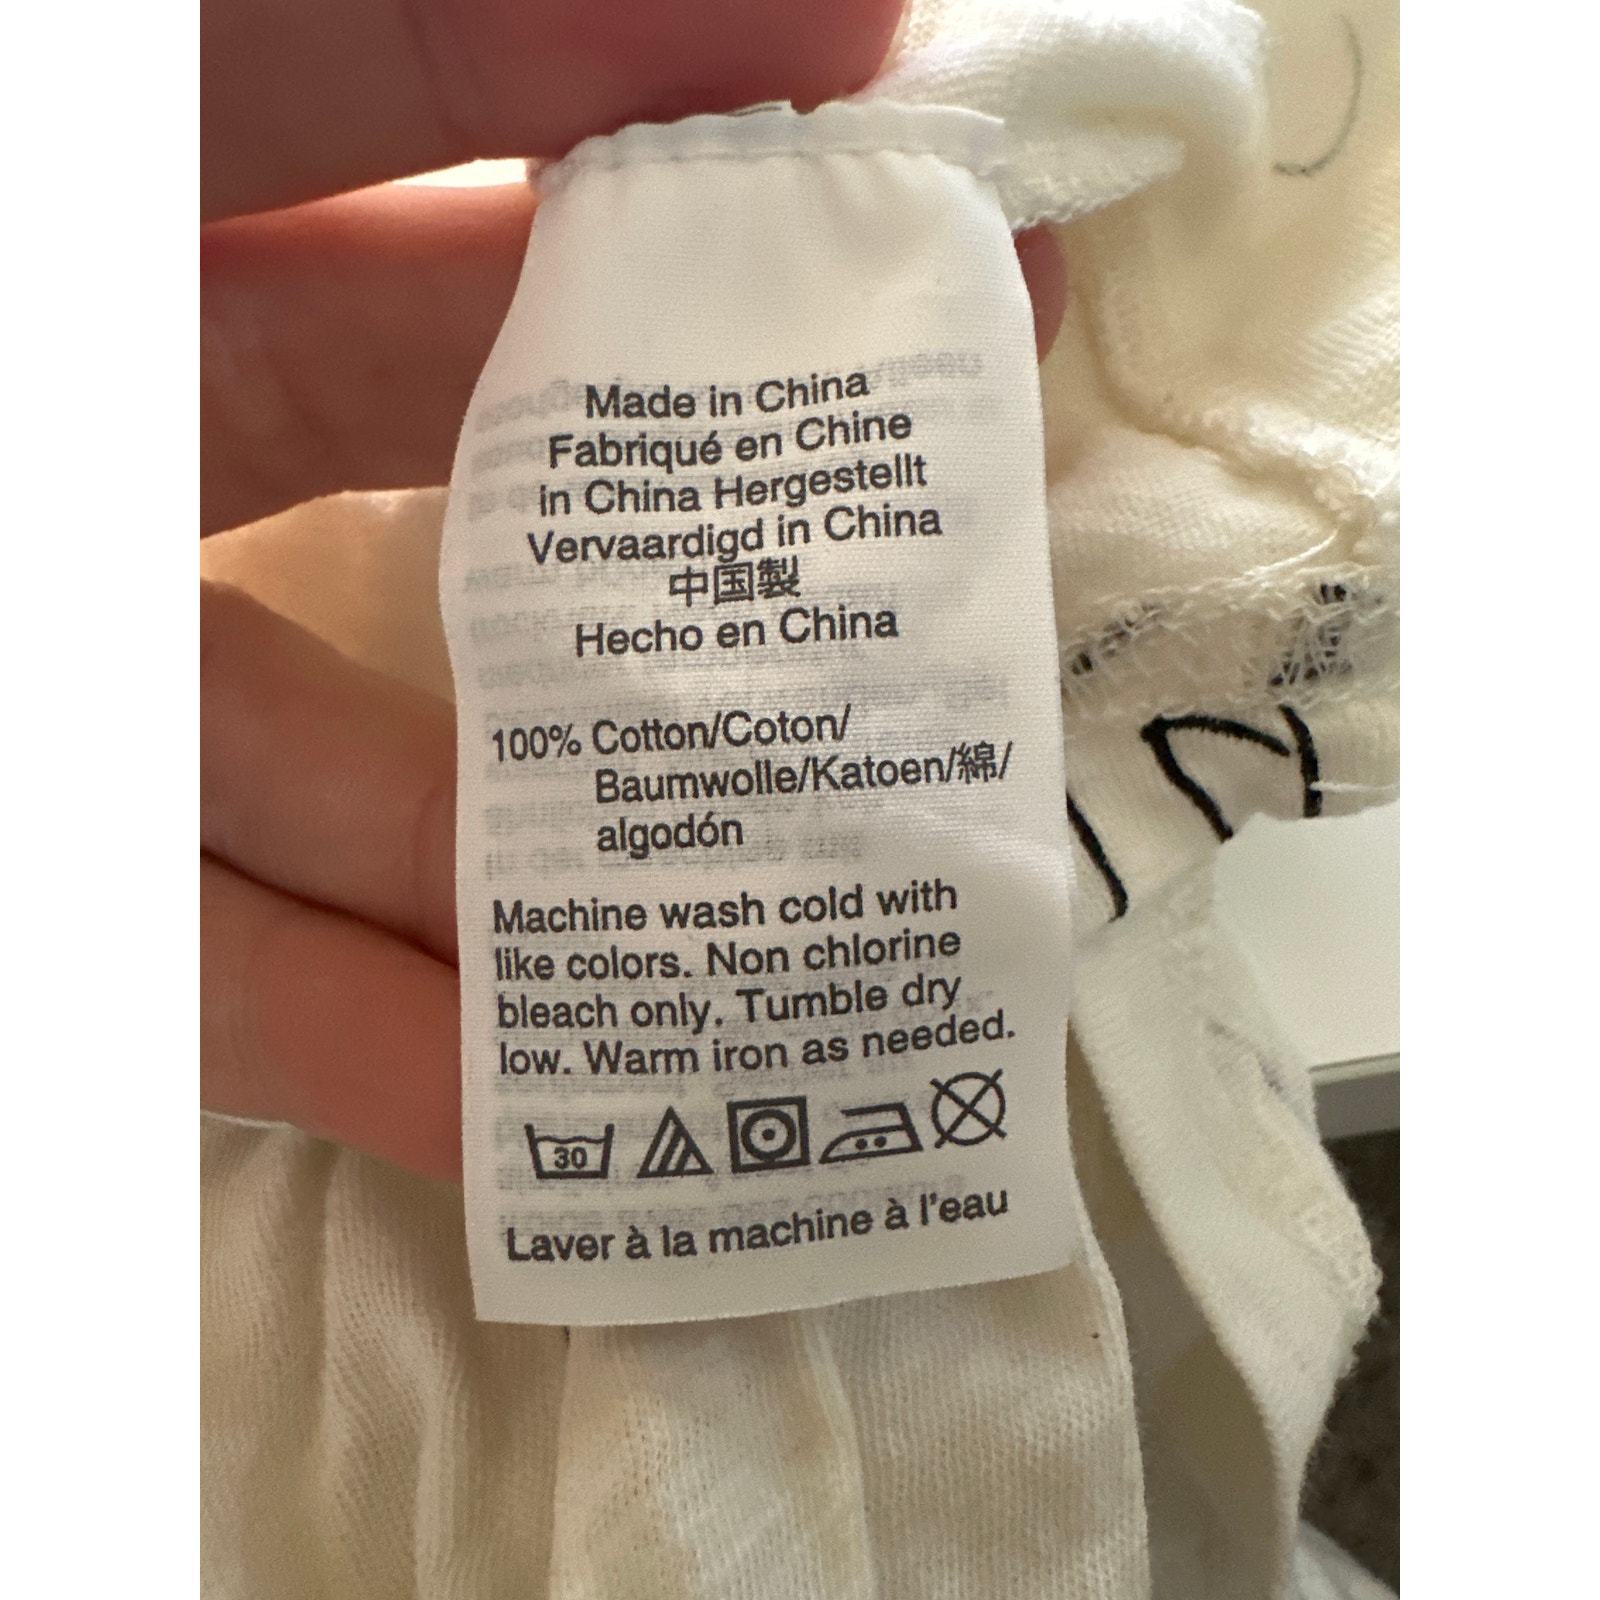 Made in China
Fabriqué en Chine
in China Hergestellt
Vervaardigd in China
中国製
Hecho en China
100% Cotton/Coton/
Baumwolle/Katoen/綿/
algodón
Machine wash cold with
like colors. Non chlorine
bleach only. Tumble dry
low. Warm iron as needed.
30
Laver à la machine à l'eau